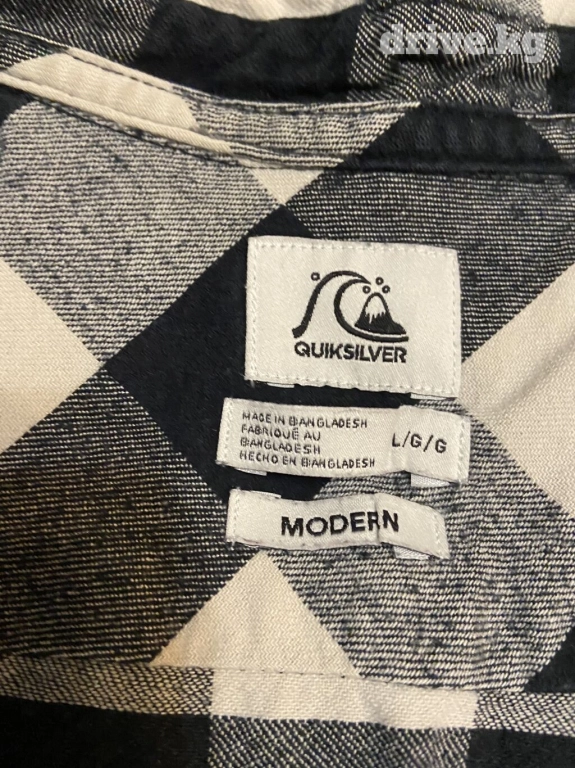 drive.kg
QUIKSILVER
MADE IN BANGLADESH
FABRIQUÉ AU
BANGLADESH
HECHO EN BANGLADESH
L/G/G
MODERN